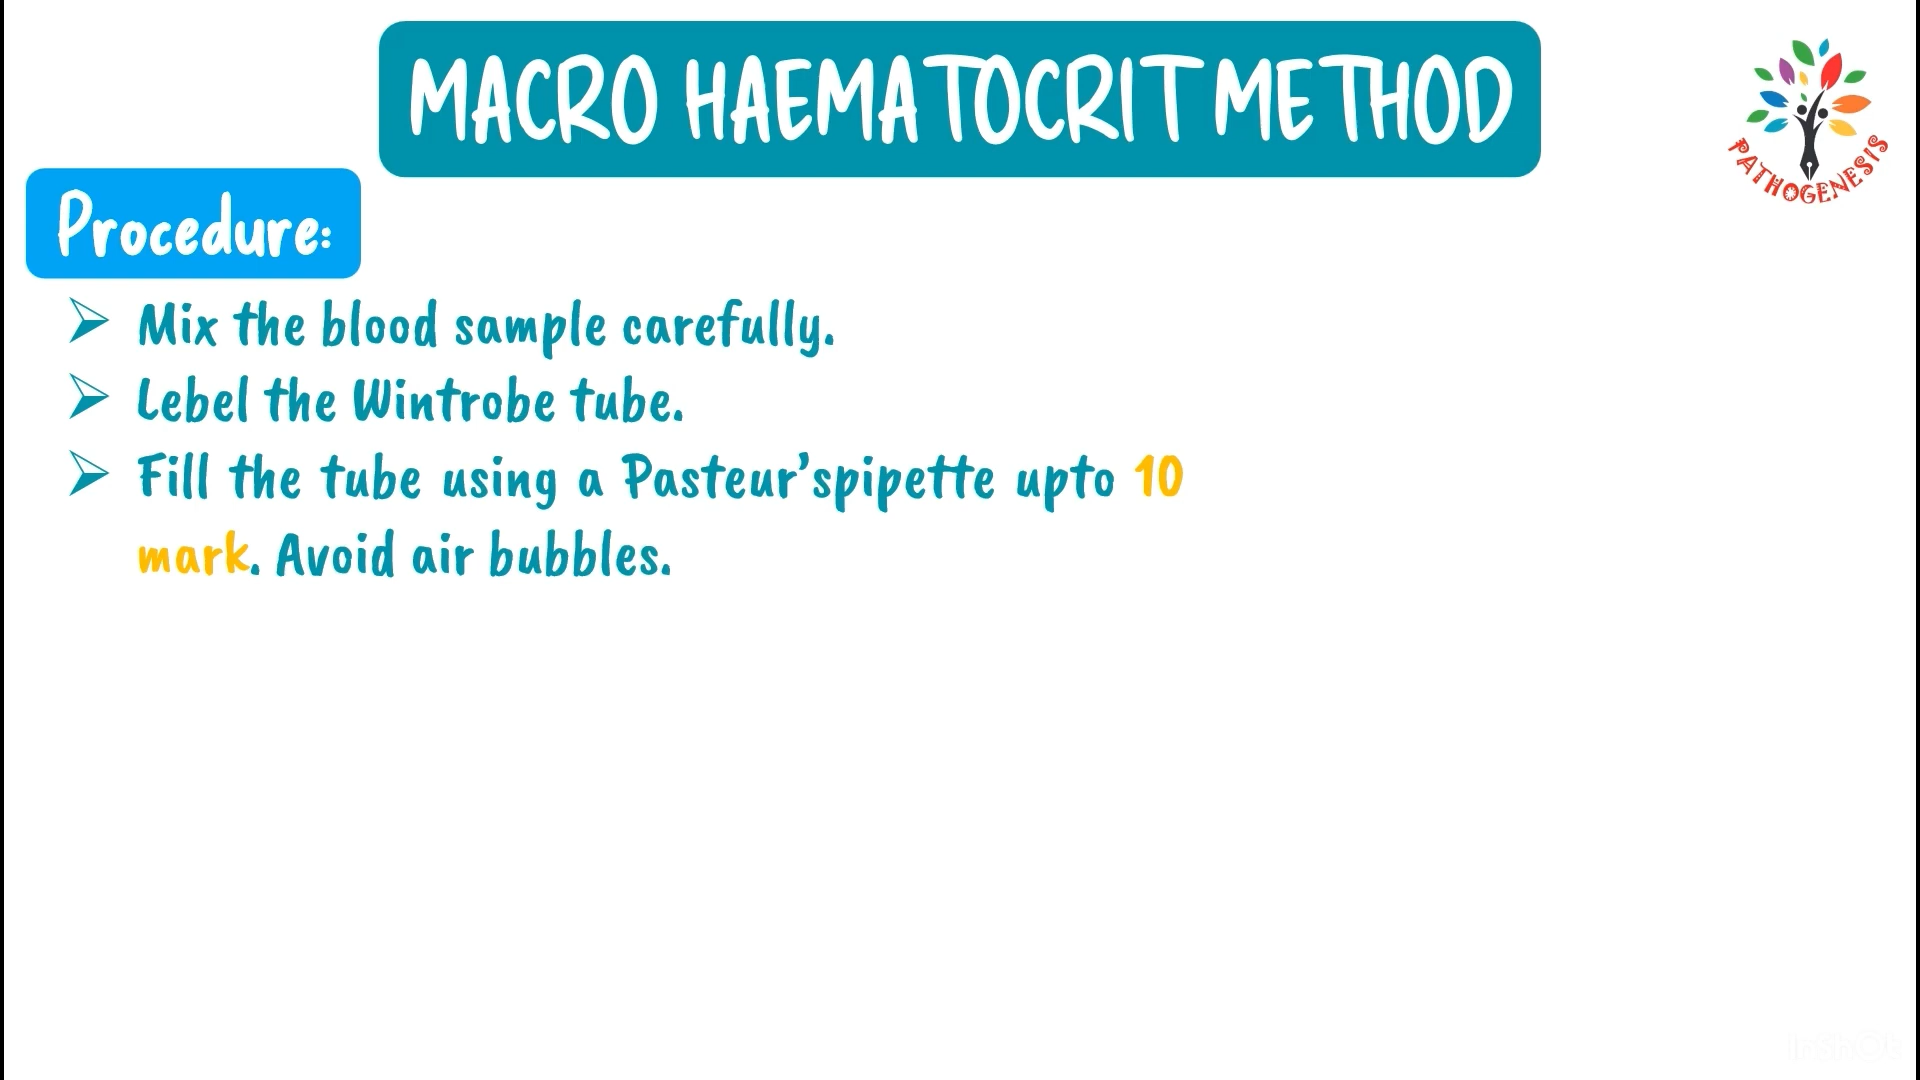 MACRO HAEMATOCRIT METHOD
PATHOGENESIS
Procedure:
Mix the blood sample carefully.
Lebel the Wintrobe tube.
Fill the tube using a Pasteur'spipette upto 10
mark. Avoid air bubbles.